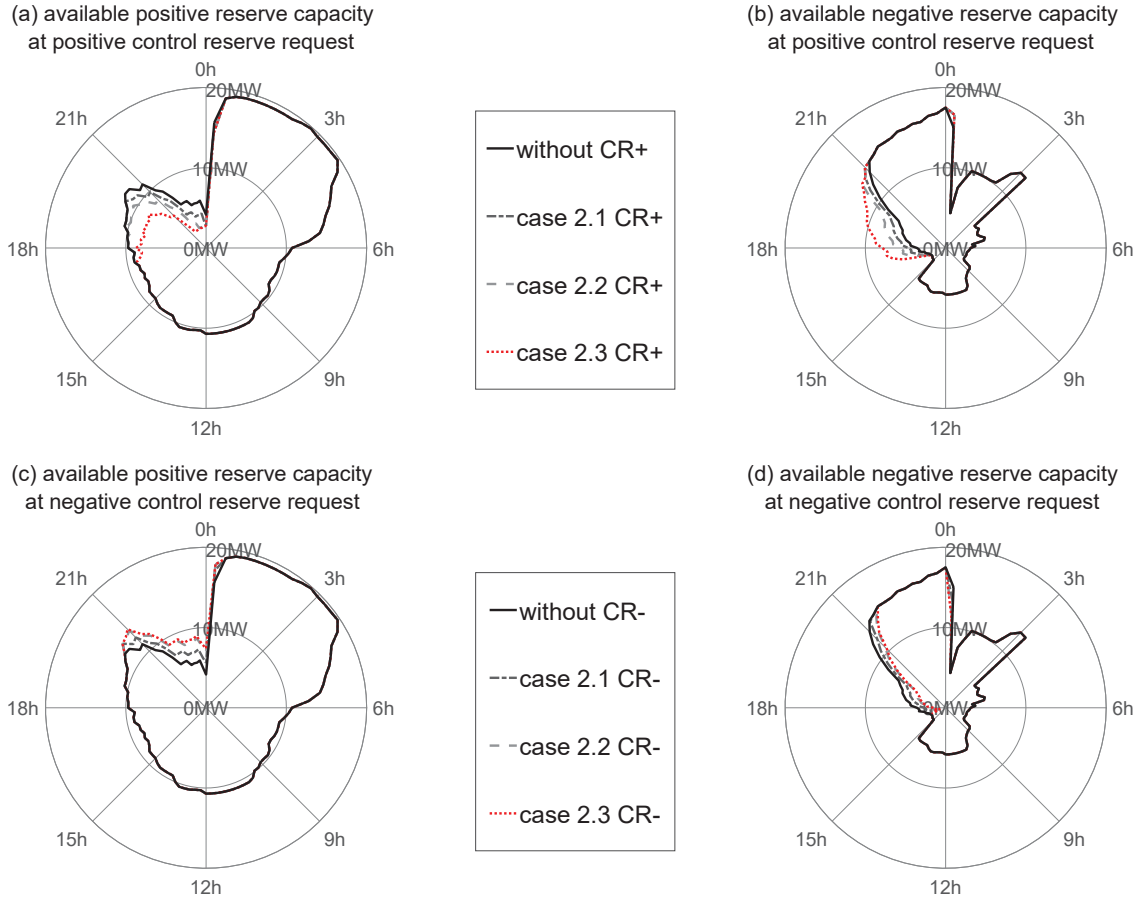 (a) available positive reserve capacity
at positive control reserve request
0h
20MW
21h
3h
10MW
18h
0MW
6h
15h
9h
12h
without CR+
case 2.1 CR+
case 2.2 CR+
case 2.3 CR+
(b) available negative reserve capacity
at positive control reserve request
0h
20MW
21h
3h
10MW
18h
0MW
6h
15h
9h
12h
(c) available positive reserve capacity
at negative control reserve request
0h
20MW
21h
3h
10MW
18h
0MW
6h
15h
9h
12h
without CR-
case 2.1 CR-
case 2.2 CR-
case 2.3 CR-
(d) available negative reserve capacity
at negative control reserve request
0h
20MW
21h
3h
10MW
18h
0MW
6h
15h
9h
12h